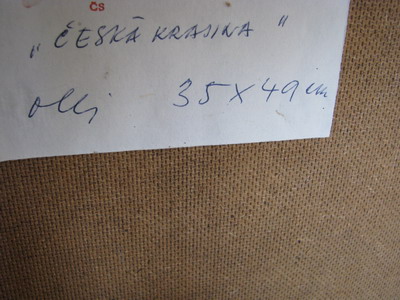 CS
„ČESKÁ KRAJINA"
olej 35 x 49 cm